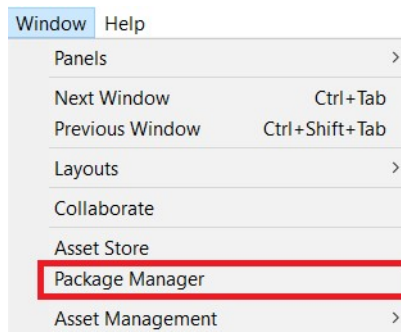 Window Help
Panels >
Next Window Ctrl+Tab
Previous Window Ctrl+Shift+Tab
Layouts >
Collaborate
Asset Store
Package Manager
Asset Management >